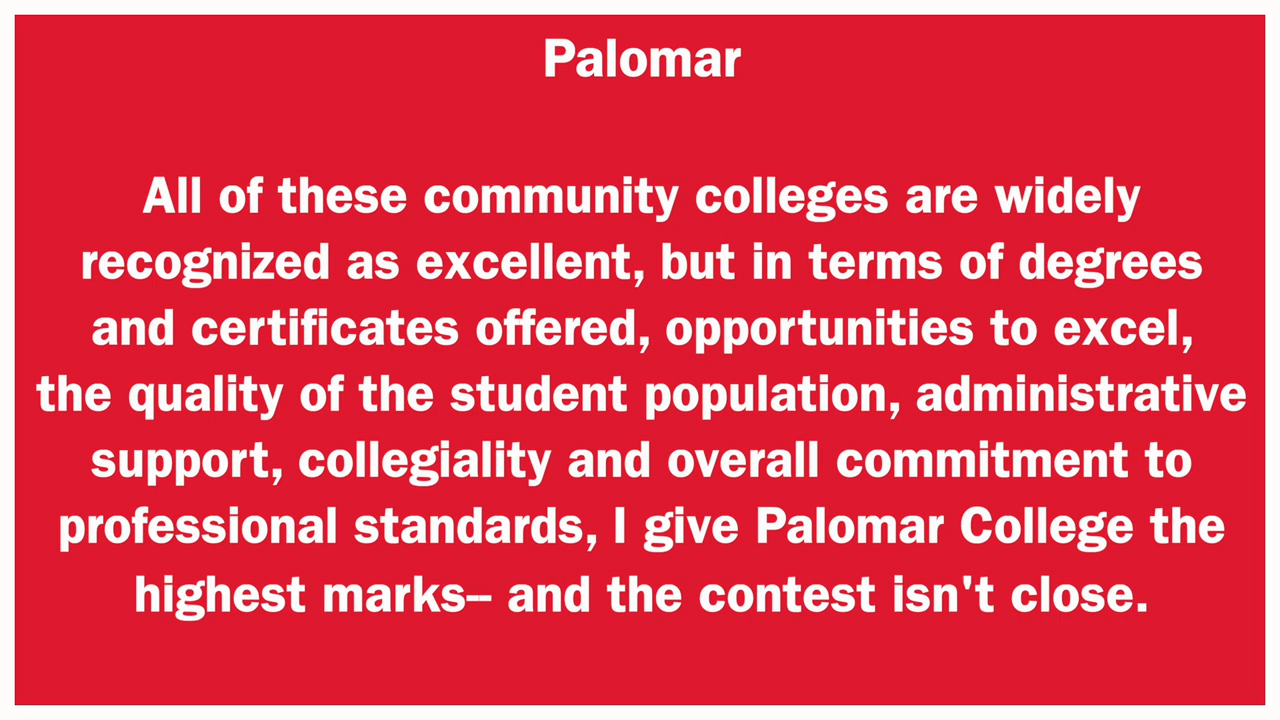 Palomar
All of these community colleges are widely
recognized as excellent, but in terms of degrees
and certificates offered, opportunities to excel,
the quality of the student population, administrative
support, collegiality and overall commitment to
professional standards, I give Palomar College the
highest marks-- and the contest isn't close.